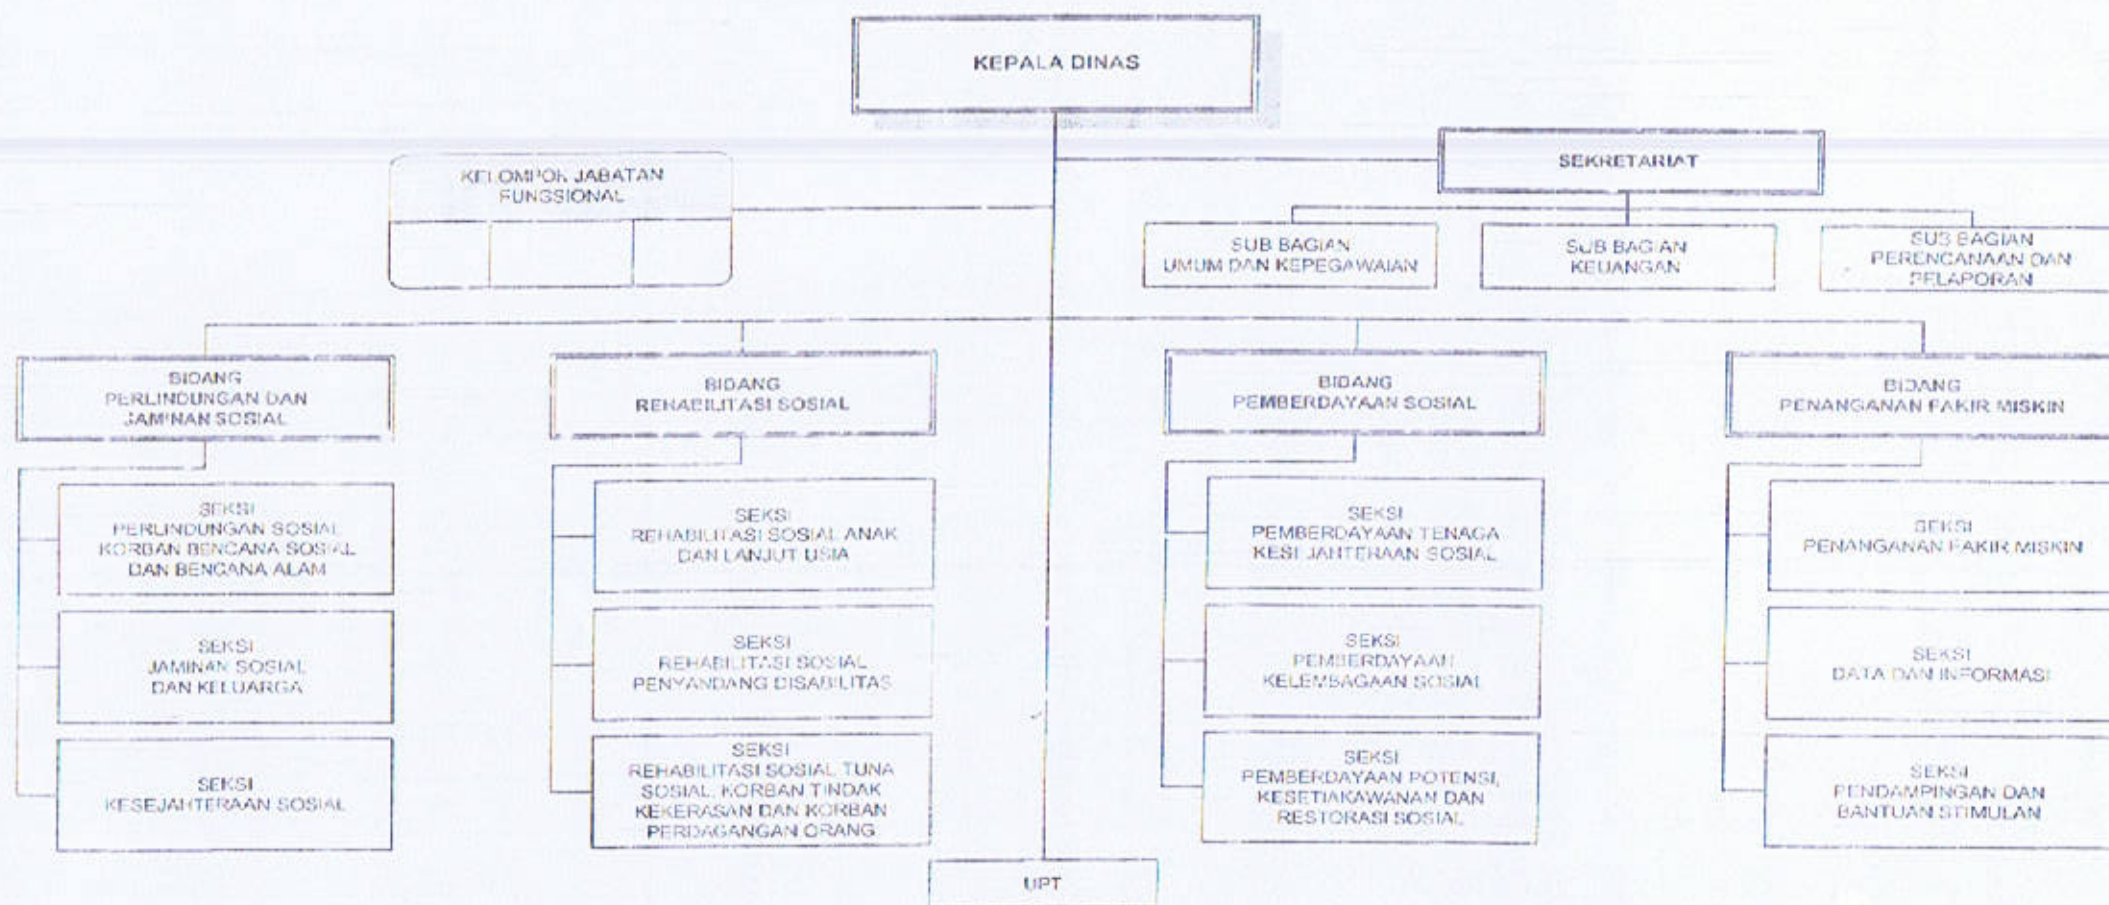 KEPALA DINAS
SEKRETARIAT
KELOMPOK JABATAN
FUNGSIONAL
SUB BAGIAN
UMUM DAN KEPEGAWAIAN
SUB BAGIAN
KEUANGAN
SUB BAGIAN
PERENCANAAN DAN
PELAPORAN
BIDANG
PERLINDUNGAN DAN
JAMINAN SOSIAL
BIDANG
REHABILITASI SOSIAL
BIDANG
PEMBERDAYAAN SOSIAL
BIDANG
PENANGANAN FAKIR MISKIN
SEKSI
PERLINDUNGAN SOSIAL
KORBAN BENCANA SOSIAL
DAN BENCANA ALAM
SEKSI
JAMINAN SOSIAL
DAN KELUARGA
SEKSI
KESEJAHTERAAN SOSIAL
SEKSI
REHABILITASI SOSIAL ANAK
DAN LANJUT USIA
SEKSI
REHABILITASI SOSIAL
PENYANDANG DISABILITAS
SEKSI
REHABILITASI SOSIAL TUNA
SOSIAL, KORBAN TINDAK
KEKERASAN DAN KORBAN
PERDAGANGAN ORANG
SEKSI
PEMBERDAYAAN TENAGA
KESEJAHTERAAN SOSIAL
SEKSI
PEMBERDAYAAN
KELEMBAGAAN SOSIAL
SEKSI
PEMBERDAYAAN POTENSI,
KESETIAKAWANAN DAN
RESTORASI SOSIAL
SEKSI
PENANGANAN FAKIR MISKIN
SEKSI
DATA DAN INFORMASI
SEKSI
PENDAMPINGAN DAN
BANTUAN STIMULAN
UPT